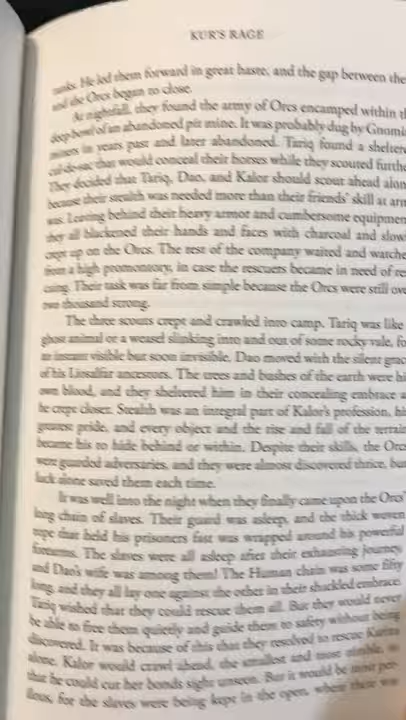 KUR'S RAGE
ranks. He led them forward in great haste, and the gap between the
and the Orcs began to close.
At nightfall, they found the army of Orcs encamped within th
deep bowl of an abandoned pit mine. It was probably dug by Gnomi
miners in years past and later abandoned. Tariq found a shelter
cul-de-sac that would conceal their horses while they scouted furthe
They decided that Tariq, Dao, and Kalor should scout ahead alon
because their stealth was needed more than their friends' skill at arm
was. Leaving behind their heavy armor and cumbersome equipmen
they all blackened their hands and faces with charcoal and slow
crept up on the Orcs. The rest of the company waited and watche
from a high promontory, in case the rescuers became in need of res
cuing. Their task was far from simple because the Orcs were still ove
two thousand strong.
The three scouts crept and crawled into camp. Tariq was like
ghost animal or a weasel slinking into and out of some rocky vale, fo
an instant visible but soon invisible. Dao moved with the silent grac
of his Liosalfar ancestors. The trees and bushes of the earth were hi
own blood, and they sheltered him in their concealing embrace a
he crept closer. Stealth was an integral part of Kalor's profession, hi
greatest pride, and every object and the rise and fall of the terrain
became his to hide behind or within. Despite their skills, the Orc
were guarded adversaries, and they were almost discovered thrice, but
luck alone saved them each time.
It was well into the night when they finally came upon the Orcs'
long chain of slaves. Their guard was asleep, and the thick woven
rope that held his prisoners fast was wrapped around his powerful
forearms. The slaves were all asleep after their exhausting journey,
and Dao's wife was among them! The Human chain was some fifty
long, and they all lay one against the other in their shackled embrace.
Tariq wished that they could rescue them all. But they would never
be able to free them quietly and guide them to safety without being
discovered. It was because of this that they resolved to rescue
alone. Kalor would crawl ahead, the smallest and most nimble, so
that he could cut her bonds sight unseen. But it would be most per-
ilous, for the slaves were being kept in the open, where there was